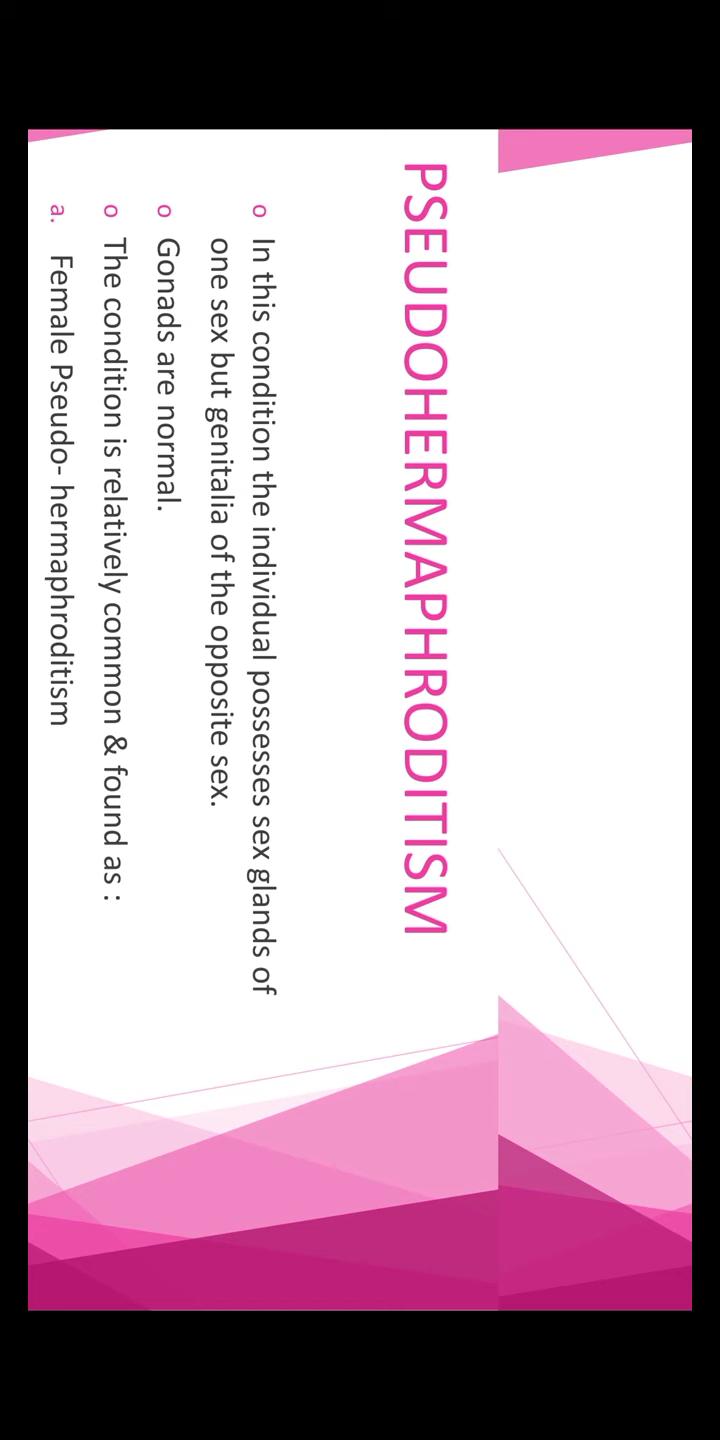 PSEUDOHERMAPHRODITISM
o In this condition the individual possesses sex glands of
one sex but genitalia of the opposite sex.
o Gonads are normal.
o The condition is relatively common & found as :
a. Female Pseudo- hermaphroditism